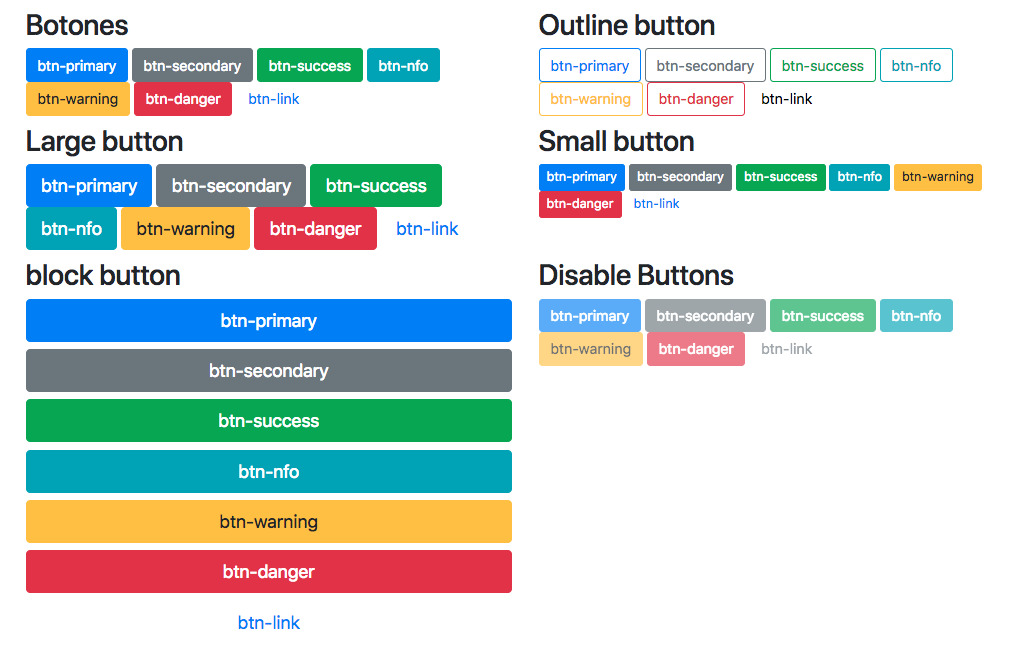 Botones
btn-primary btn-secondary btn-success btn-nfo
btn-warning btn-danger btn-link
Outline button
btn-primary btn-secondary btn-success btn-nfo
btn-warning btn-danger btn-link
Large button
btn-primary btn-secondary btn-success
btn-nfo btn-warning btn-danger btn-link
Small button
btn-primary btn-secondary btn-success btn-nfo btn-warning
btn-danger btn-link
block button
btn-primary
btn-secondary
btn-success
btn-nfo
btn-warning
btn-danger
btn-link
Disable Buttons
btn-primary btn-secondary btn-success btn-nfo
btn-warning btn-danger btn-link